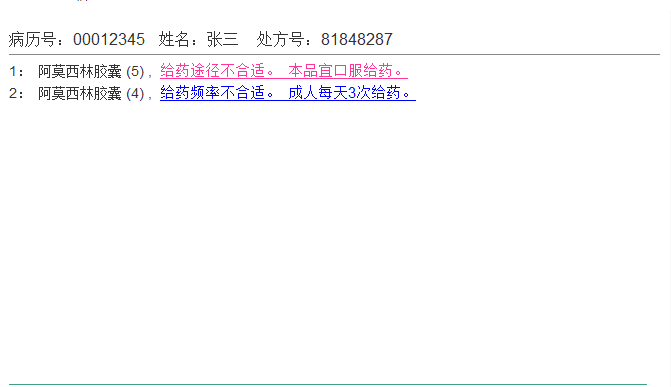 病历号：00012345 姓名：张三 处方号：81848287
1： 阿莫西林胶囊 (5) , 给药途径不合适。 本品宜口服给药。
2： 阿莫西林胶囊 (4) , 给药频率不合适。 成人每天3次给药。